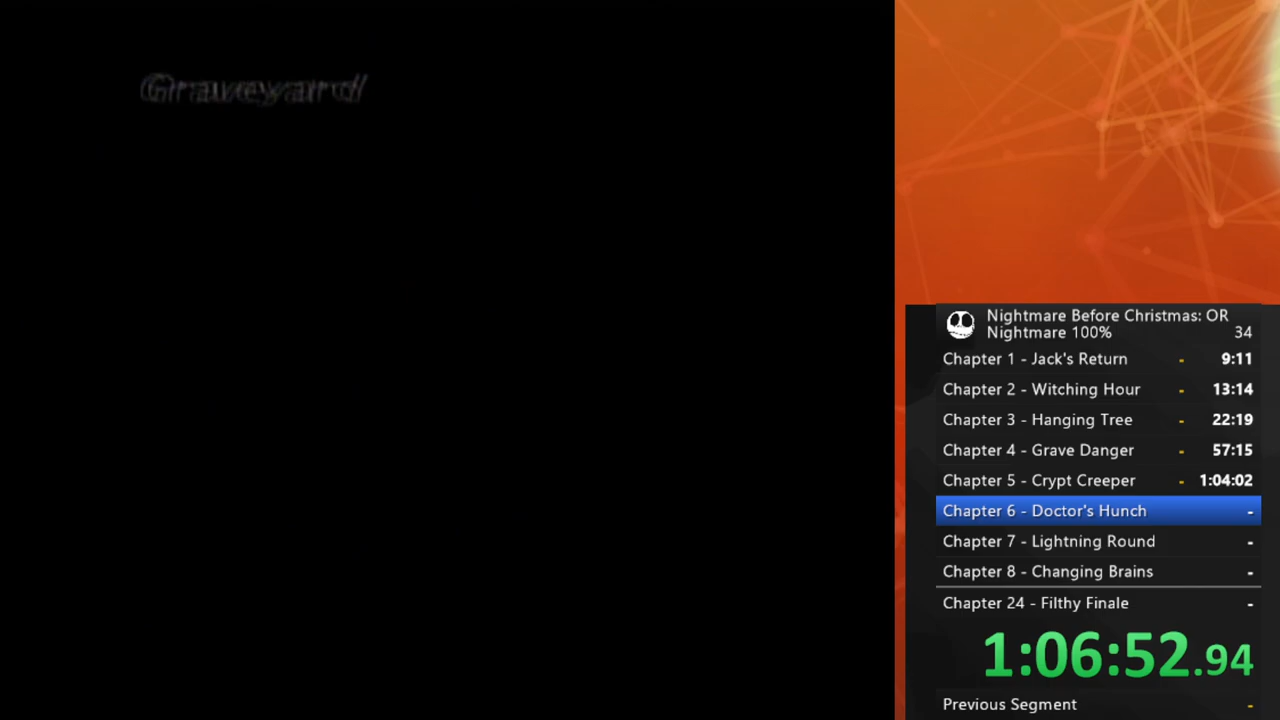 Graveyard
Nightmare Before Christmas: OR
Nightmare 100% 34
Chapter 1 - Jack's Return - 9:11
Chapter 2 - Witching Hour - 13:14
Chapter 3 - Hanging Tree - 22:19
Chapter 4 - Grave Danger - 57:15
Chapter 5 - Crypt Creeper - 1:04:02
Chapter 6 - Doctor's Hunch -
Chapter 7 - Lightning Round -
Chapter 8 - Changing Brains -
Chapter 24 - Filthy Finale -
1:06:52.94
Previous Segment -